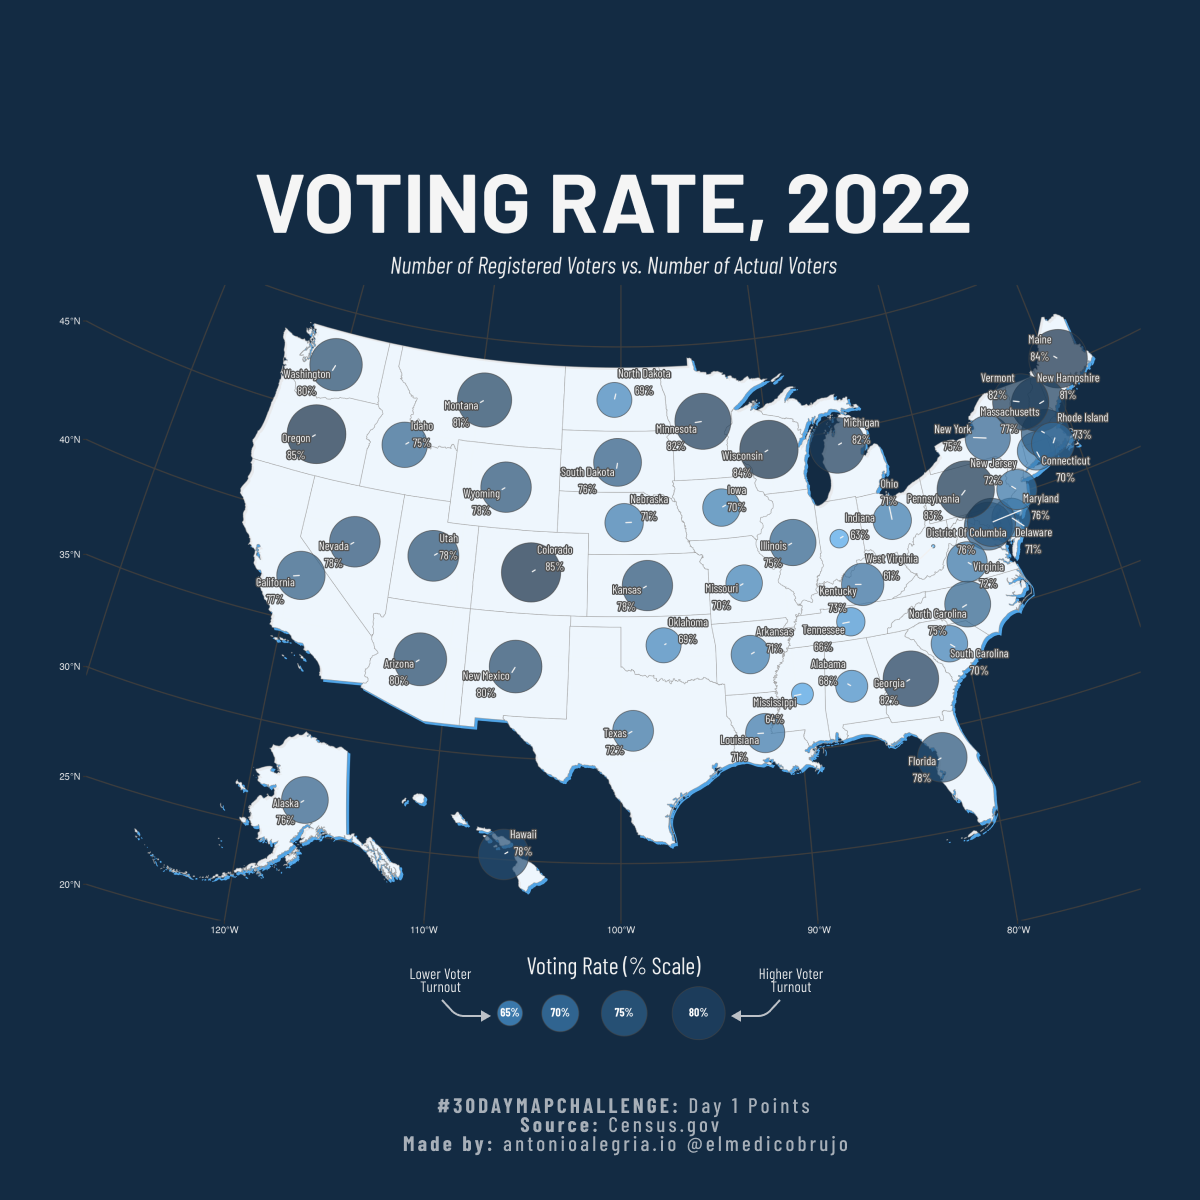 VOTING RATE, 2022
Number of Registered Voters vs. Number of Actual Voters
45°N
40°N
35°N
30°N
25°N
20°N
Washington
80%
Oregon
85%
Idaho
75%
Montana
81%
North Dakota
69%
South Dakota
76%
Wyoming
78%
Nebraska
71%
Minnesota
82%
Wisconsin
84%
Michigan
82%
Iowa
70%
Nevada
78%
Utah
78%
Colorado
85%
California
77%
Kansas
78%
Missouri
70%
Illinois
75%
Indiana
63%
Ohio
71%
Pennsylvania
83%
New York
75%
Vermont
82%
Maine
84%
New Hampshire
81%
Massachusetts
77%
Rhode Island
73%
Connecticut
70%
New Jersey
72%
Maryland
76%
District Of Columbia
76%
Delaware
71%
West Virginia
61%
Virginia
72%
Kentucky
73%
North Carolina
75%
Tennessee
66%
South Carolina
70%
Oklahoma
69%
Arkansas
71%
Arizona
80%
New Mexico
80%
Alabama
68%
Georgia
82%
Mississippi
64%
Louisiana
71%
Texas
72%
Florida
78%
Alaska
76%
Hawaii
78%
120°W
110°W
100°W
90°W
80°W
Voting Rate (% Scale)
Lower Voter
Turnout
65%
70%
75%
80%
Higher Voter
Turnout
#30DAYMAPCHALLENGE: Day 1 Points
Source: Census.gov
Made by: antonioalegria.io @elmedicobrujo